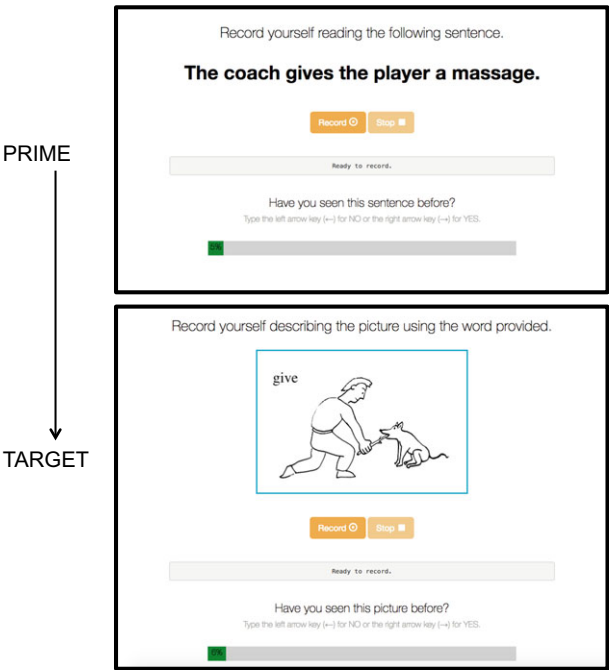 Record yourself reading the following sentence.
The coach gives the player a massage.
Record Stop
Ready to record.
Have you seen this sentence before?
Type the left arrow key (←) for NO or the right arrow key (→) for YES.
5%
PRIME
TARGET
Record yourself describing the picture using the word provided.
give
Record Stop
Ready to record.
Have you seen this picture before?
Type the left arrow key (←) for NO or the right arrow key (→) for YES.